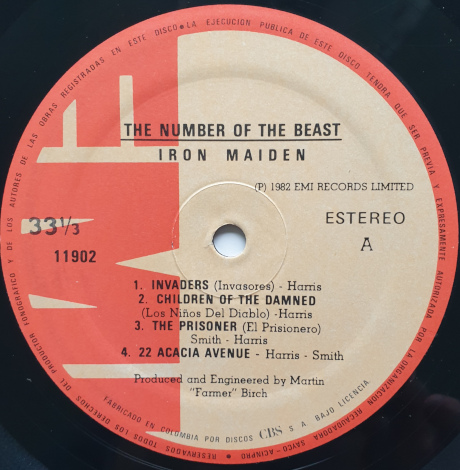 RESERVADOS TODOS LOS DERECHOS DEL PRODUCTOR FONOGRAFICO Y DE LOS AUTORES DE LAS OBRAS REGISTRADAS EN ESTE DISCO • LA EJECUCION PUBLICA DE ESTE DISCO TENDRA QUE SER PREVIA Y EXPRESAMENTE AUTORIZADA POR LA ORGANIZACION RECAUDADORA SAYCO-ACINPRO
THE NUMBER OF THE BEAST
IRON MAIDEN
(P) 1982 EMI RECORDS LIMITED
33 1/3
ESTEREO
11902
A
1. INVADERS (Invasores) - Harris
2. CHILDREN OF THE DAMNED
(Los Niños Del Diablo) -Harris
3. THE PRISONER (El Prisionero)
Smith - Harris
4. 22 ACACIA AVENUE - Harris - Smith
Produced and Engineered by Martin
"Farmer" Birch
FABRICADO EN COLOMBIA POR DISCOS CBS S A BAJO LICENCIA